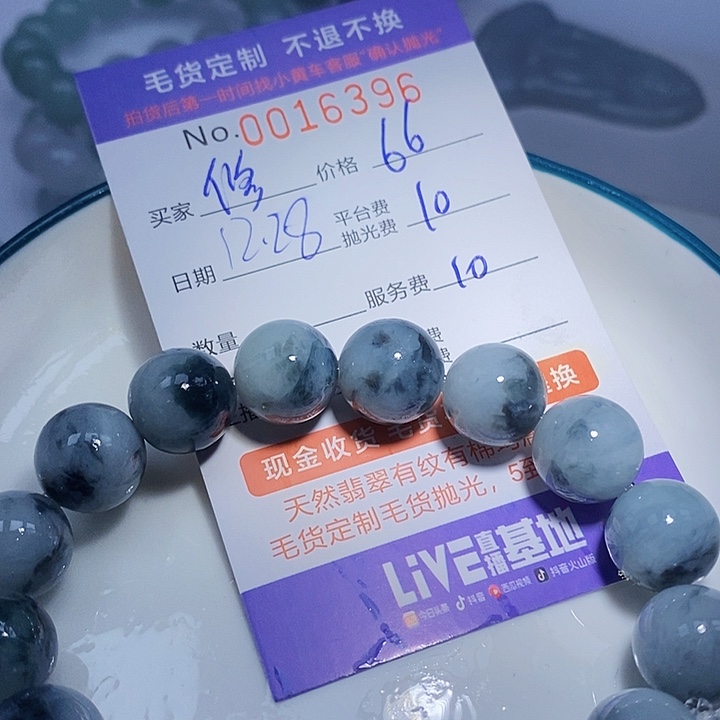 毛货定制 不退不换
拍货后第一时间找小黄车客服"确认抛光"
No.0016396
买家 修 价格 66
日期 12.28 平台费 抛光费 10
数量 服务费 10
费
费
现金收货 毛货 换
天然翡翠有纹有棉
毛货定制毛货抛光，5
LiVE直播基地
今日头条 抖音 西瓜视频 抖音火山版